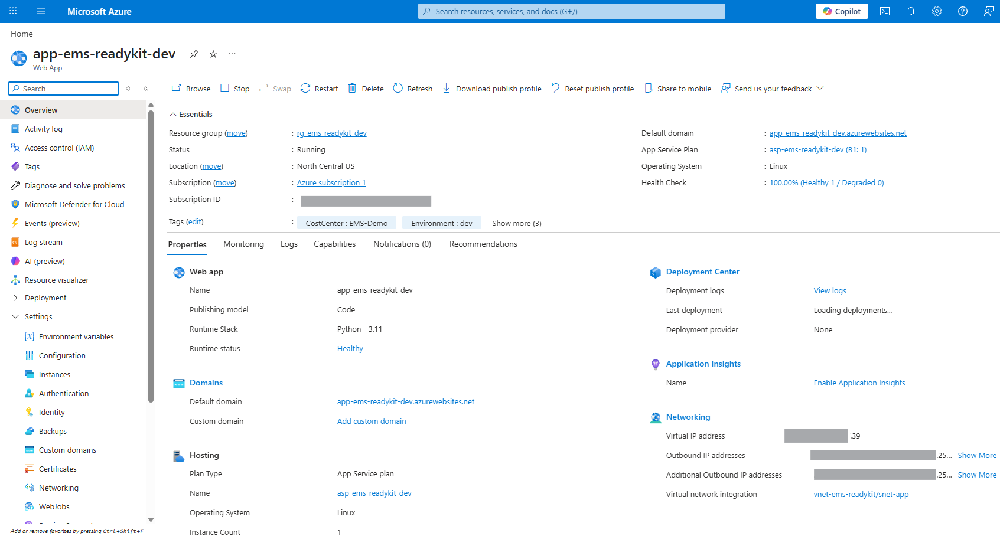 Microsoft Azure
Search resources, services, and docs (G+/)
Copilot
Home
app-ems-readykit-dev
Web App
Search
Browse
Stop
Swap
Restart
Delete
Refresh
Download publish profile
Reset publish profile
Share to mobile
Send us your feedback
Overview
Activity log
Access control (IAM)
Tags
Diagnose and solve problems
Microsoft Defender for Cloud
Events (preview)
Log stream
AI (preview)
Resource visualizer
Deployment
Settings
Environment variables
Configuration
Instances
Authentication
Identity
Backups
Custom domains
Certificates
Networking
WebJobs
Add or remove favorites by pressing Ctrl+Shift+F
Essentials
Resource group (move) : rg-ems-readykit-dev
Status : Running
Location (move) : North Central US
Subscription (move) : Azure subscription 1
Subscription ID :
Tags (edit) : CostCenter : EMS-Demo Environment : dev Show more (3)
Default domain : app-ems-readykit-dev.azurewebsites.net
App Service Plan : asp-ems-readykit-dev (B1: 1)
Operating System : Linux
Health Check : 100.00% (Healthy 1 / Degraded 0)
Properties
Monitoring
Logs
Capabilities
Notifications (0)
Recommendations
Web app
Name app-ems-readykit-dev
Publishing model Code
Runtime Stack Python - 3.11
Runtime status Healthy
Domains
Default domain app-ems-readykit-dev.azurewebsites.net
Custom domain Add custom domain
Hosting
Plan Type App Service plan
Name asp-ems-readykit-dev
Operating System Linux
Instance Count 1
Deployment Center
Deployment logs View logs
Last deployment Loading deployments...
Deployment provider None
Application Insights
Name Enable Application Insights
Networking
Virtual IP address .39
Outbound IP addresses .25... Show More
Additional Outbound IP addresses .25... Show More
Virtual network integration vnet-ems-readykit/snet-app